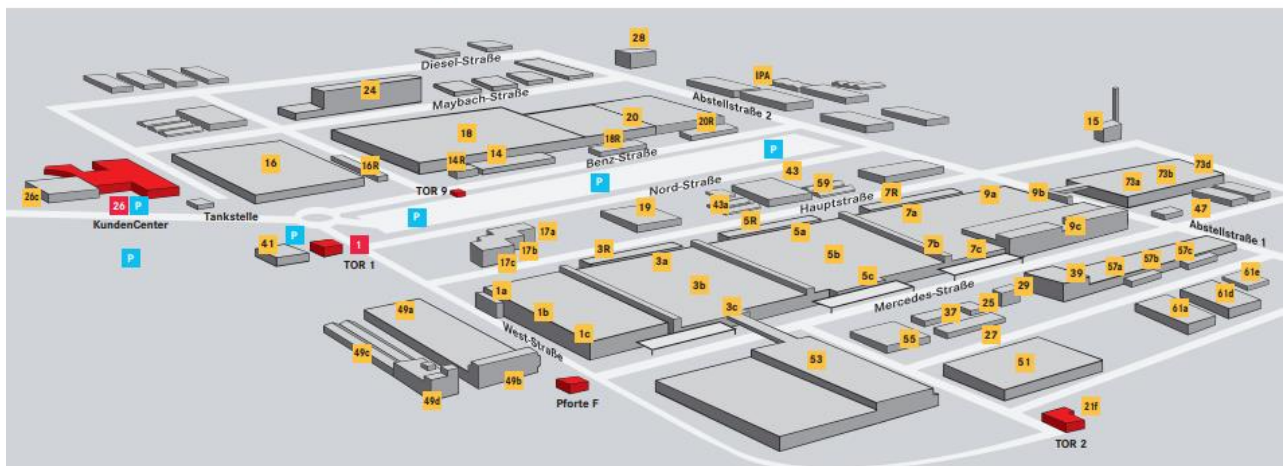 28
Diesel-Straße
IPA
24
Maybach-Straße
Abstellstraße 2
20
20R
15
18
18R
14
14R
Benz-Straße
P
16
16R
73d
73b
73a
26c
26
P
KundenCenter
TOR 9
P
43
59
Nord-Straße
7R
9a
9b
47
Tankstelle
P
19
43a
Hauptstraße
7a
9c
Abstellstraße 1
P
41
1
TOR 1
P
17a
17b
17c
5R
5a
7b
7c
57c
57b
57a
39
3R
3a
5b
5c
Mercedes-Straße
29
61e
61d
61a
1a
1b
1c
3b
3c
25
37
27
55
49a
West-Straße
49c
49b
49d
Pforte F
53
51
21f
TOR 2